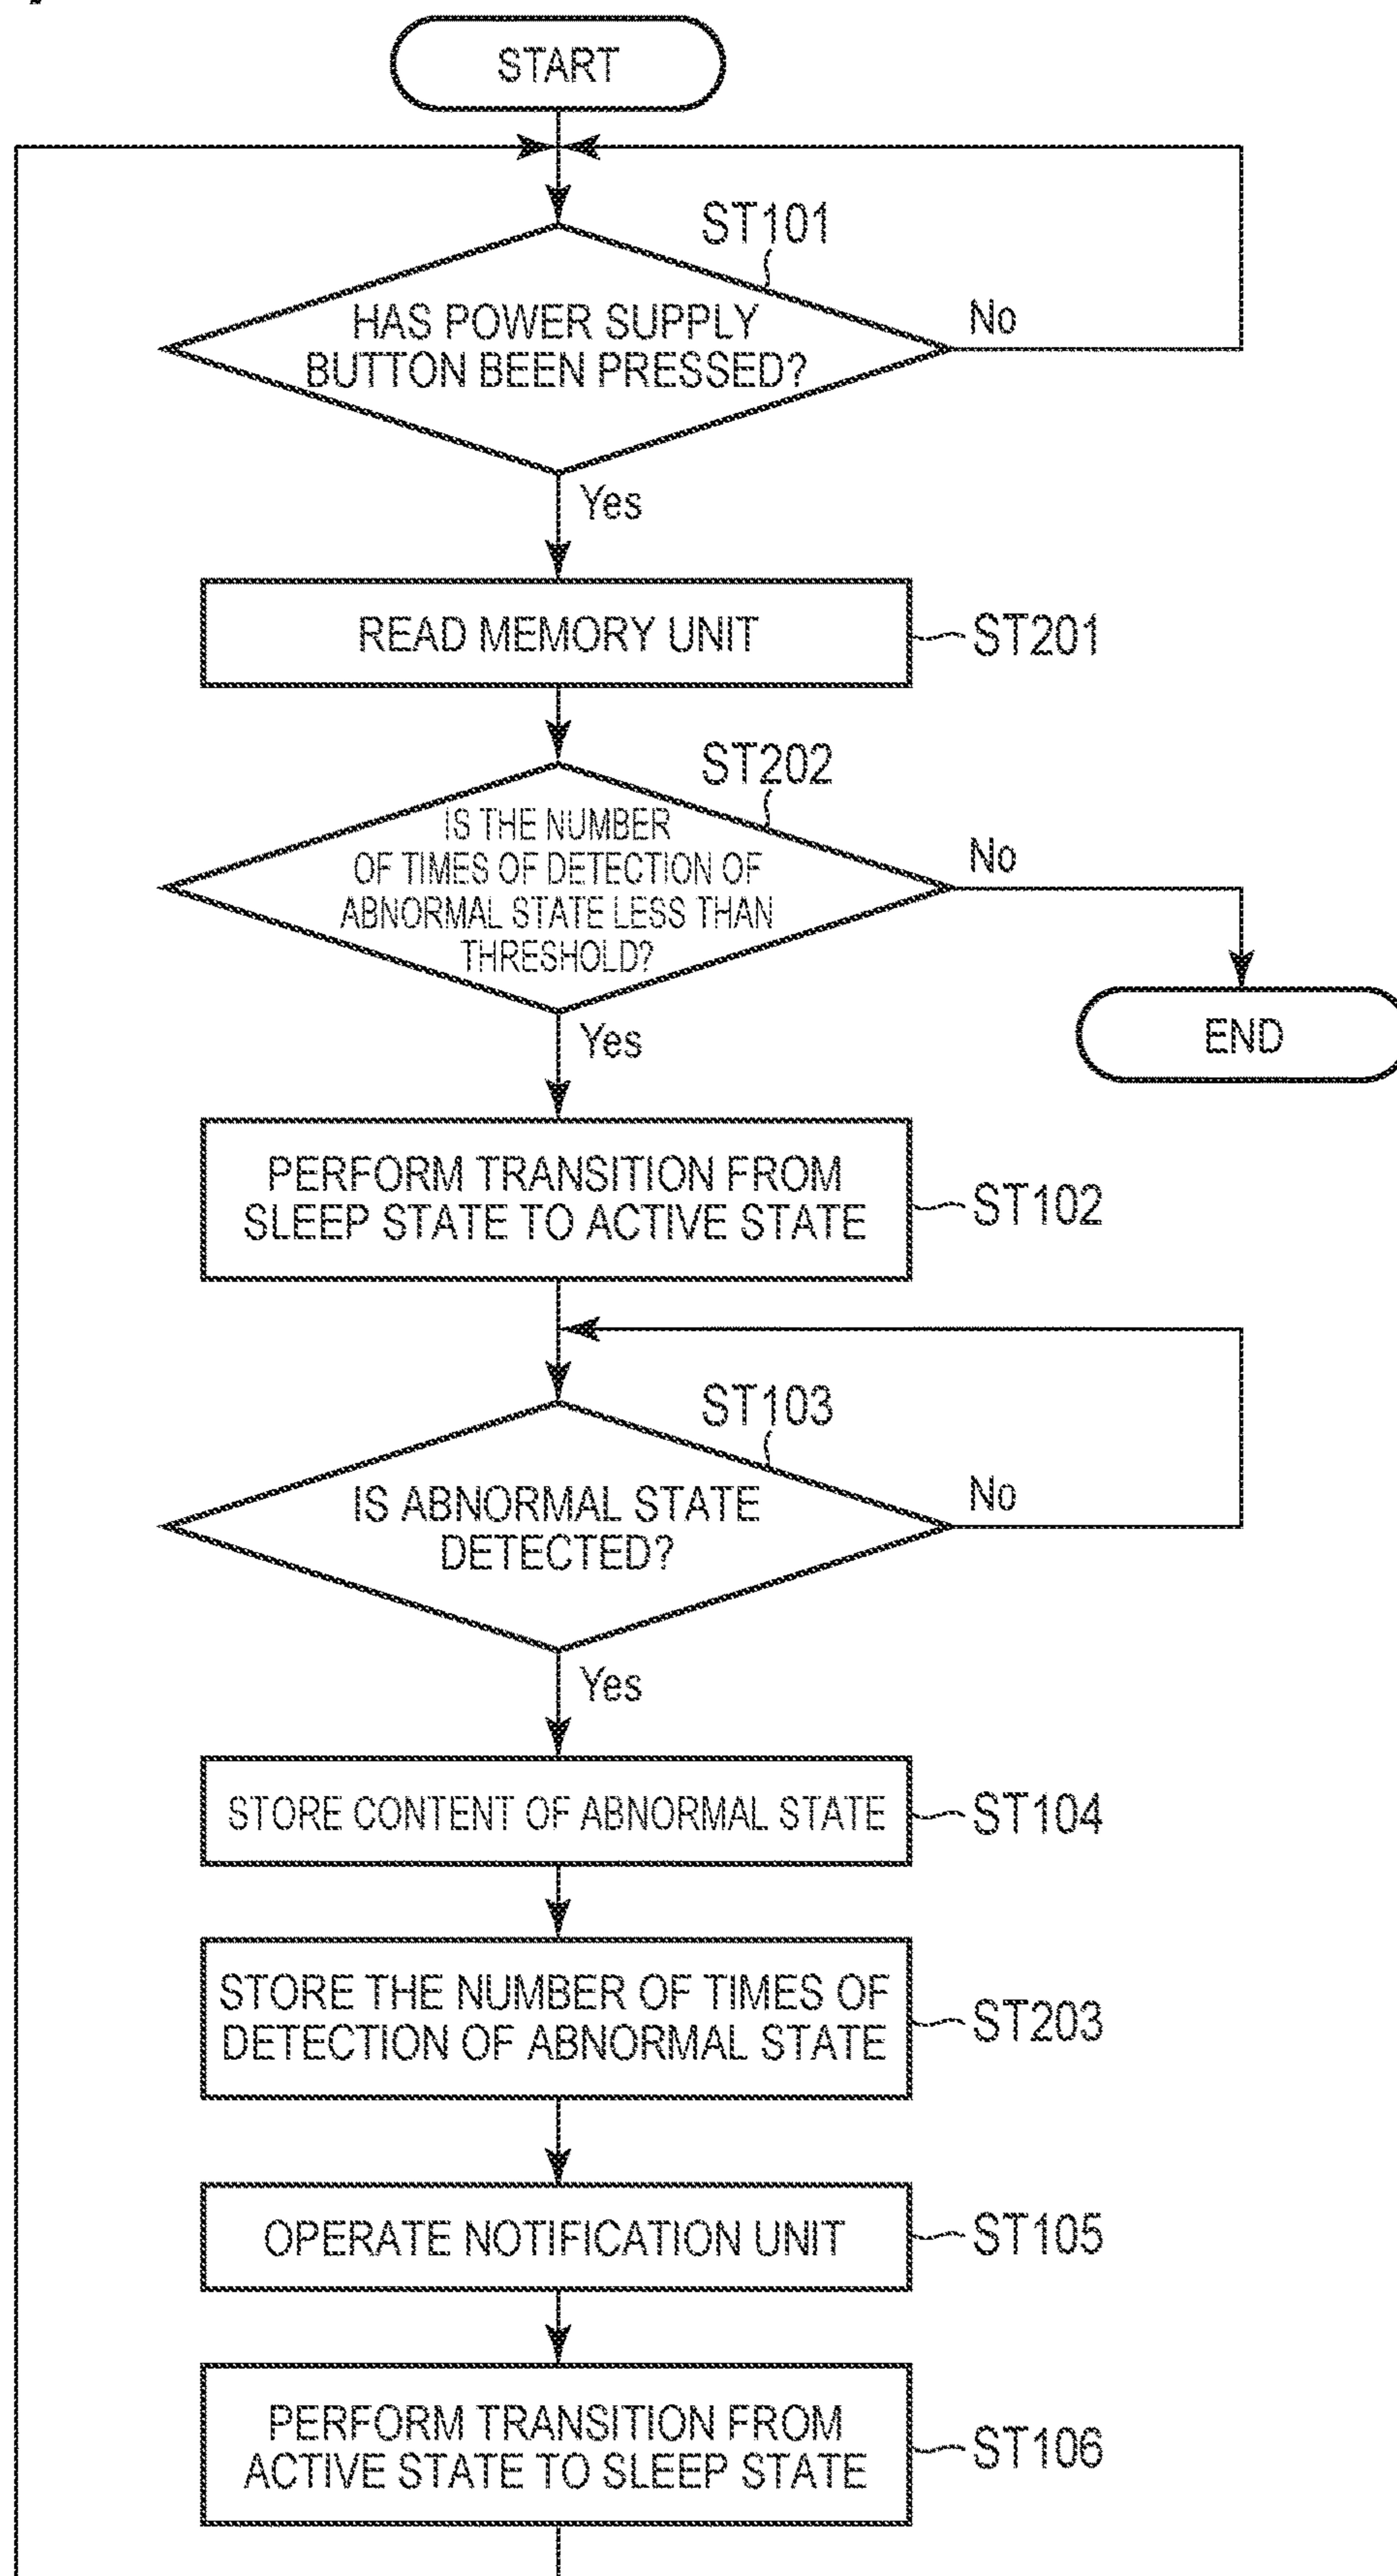 START
ST101
HAS POWER SUPPLY
BUTTON BEEN PRESSED?
No
Yes
READ MEMORY UNIT
ST201
ST202
IS THE NUMBER
OF TIMES OF DETECTION OF
ABNORMAL STATE LESS THAN
THRESHOLD?
No
Yes
END
PERFORM TRANSITION FROM
SLEEP STATE TO ACTIVE STATE
ST102
ST103
IS ABNORMAL STATE
DETECTED?
No
Yes
STORE CONTENT OF ABNORMAL STATE
ST104
STORE THE NUMBER OF TIMES OF
DETECTION OF ABNORMAL STATE
ST203
OPERATE NOTIFICATION UNIT
ST105
PERFORM TRANSITION FROM
ACTIVE STATE TO SLEEP STATE
ST106